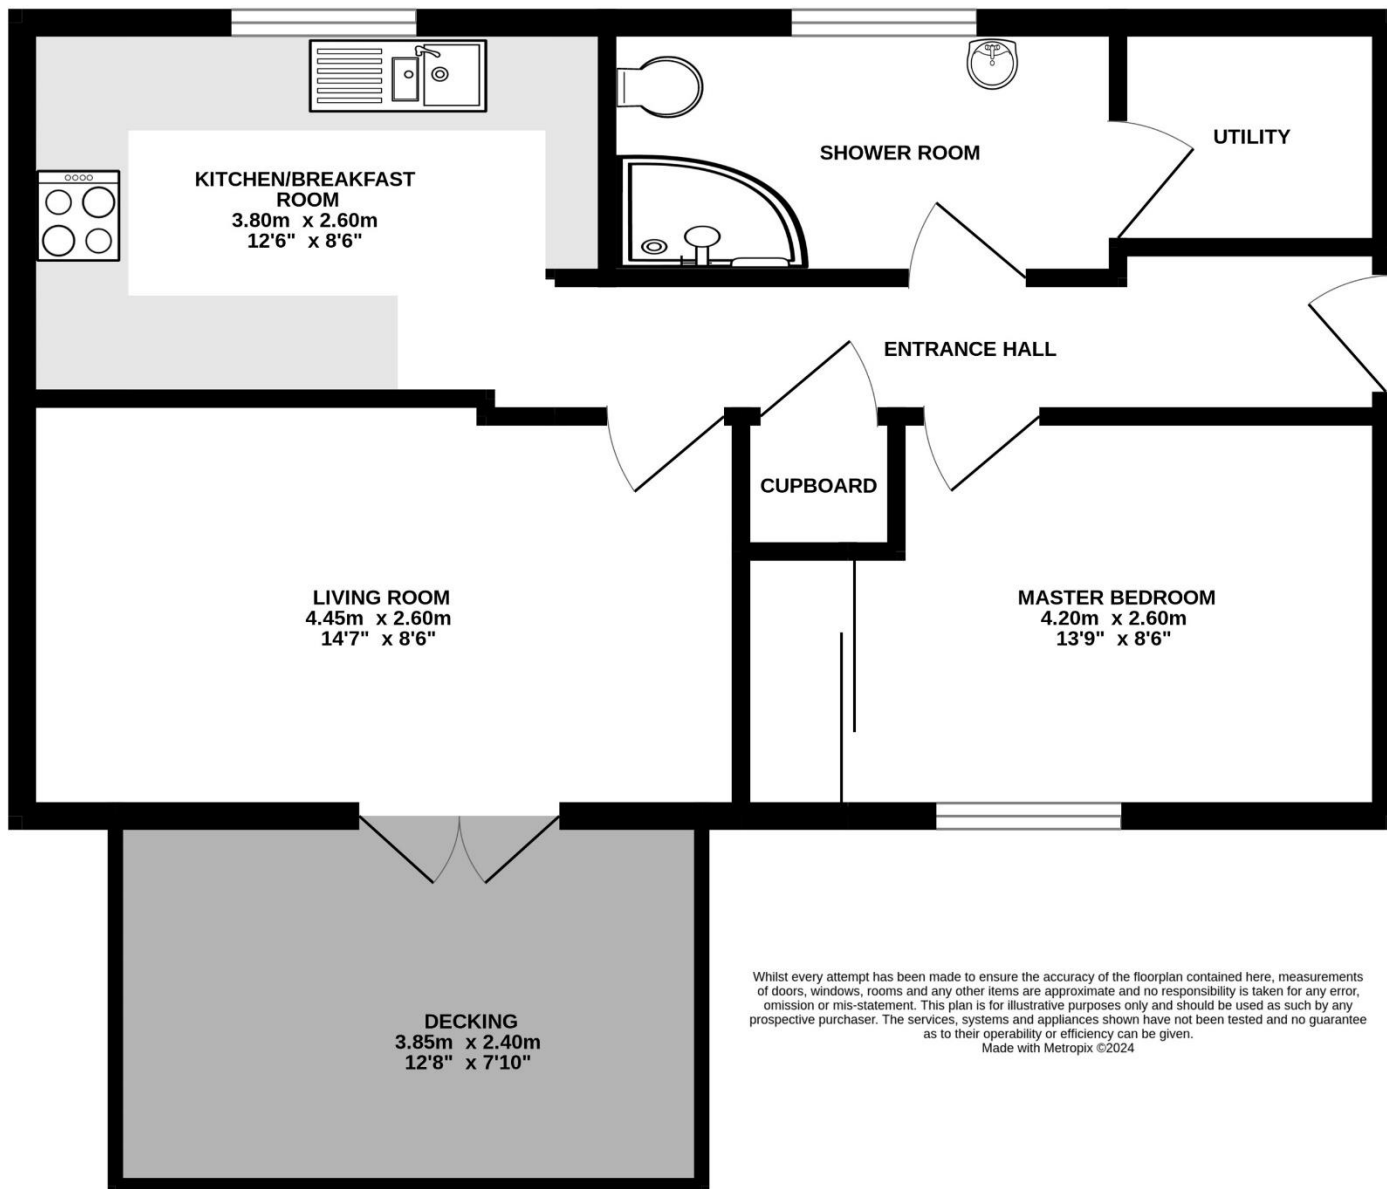 KITCHEN/BREAKFAST
ROOM
3.80m x 2.60m
12'6" x 8'6"
SHOWER ROOM
UTILITY
ENTRANCE HALL
CUPBOARD
LIVING ROOM
4.45m x 2.60m
14'7" x 8'6"
MASTER BEDROOM
4.20m x 2.60m
13'9" x 8'6"
DECKING
3.85m x 2.40m
12'8" x 7'10"
Whilst every attempt has been made to ensure the accuracy of the floorplan contained here, measurements
of doors, windows, rooms and any other items are approximate and no responsibility is taken for any error,
omission or mis-statement. This plan is for illustrative purposes only and should be used as such by any
prospective purchaser. The services, systems and appliances shown have not been tested and no guarantee
as to their operability or efficiency can be given.
Made with Metropix ©2024